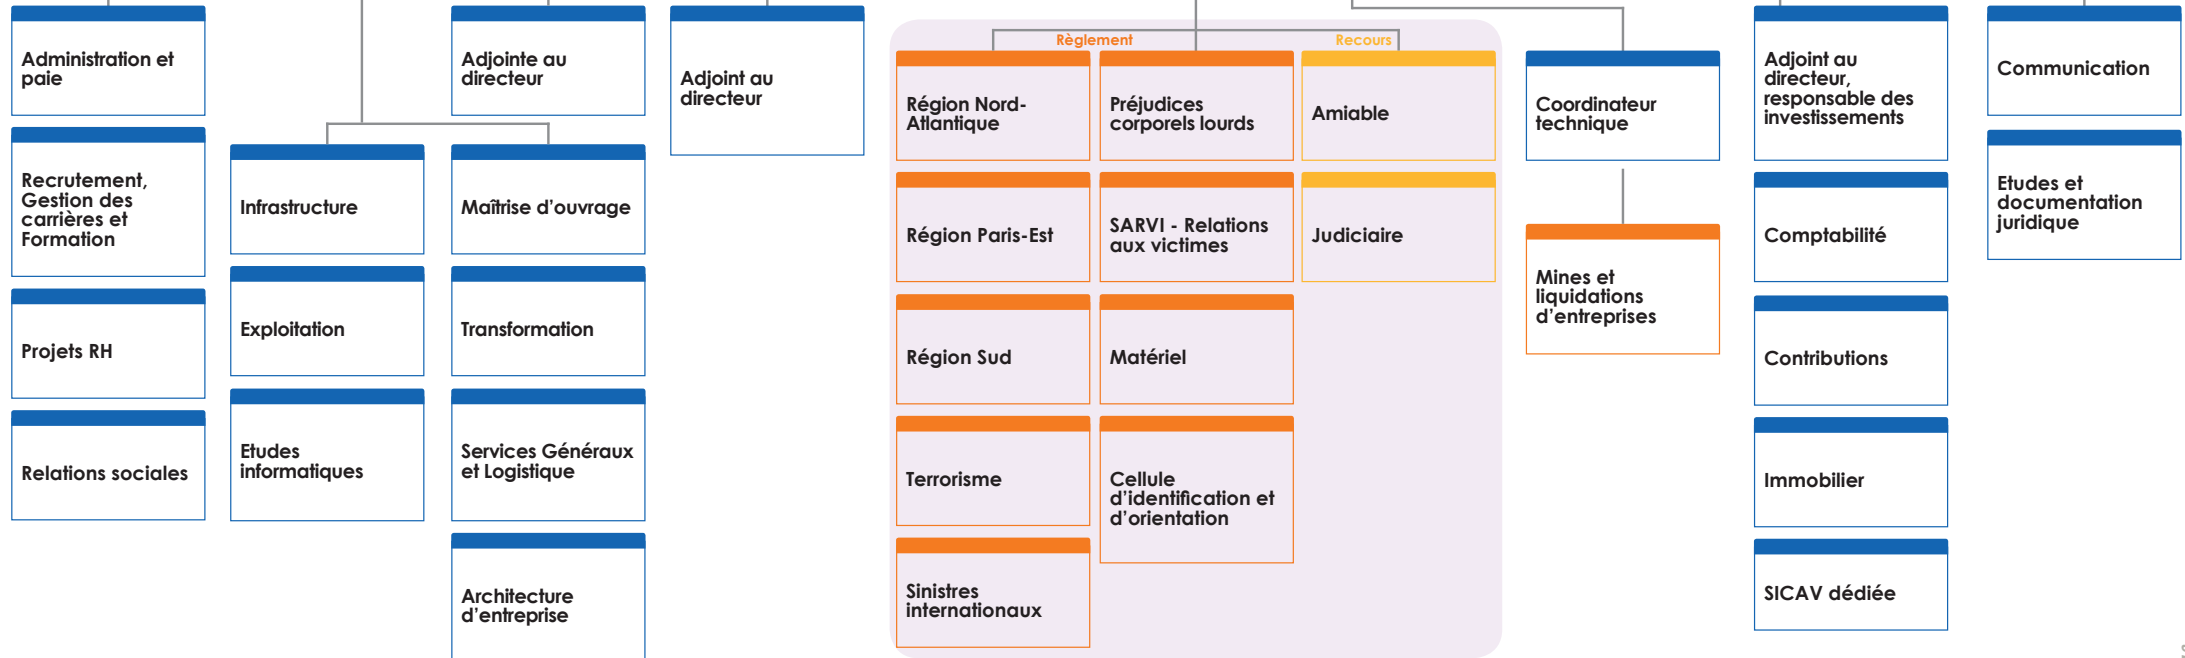 Administration et
paie
Recrutement,
Gestion des
carrières et
Formation
Projets RH
Relations sociales
Infrastructure
Exploitation
Etudes
informatiques
Adjointe au
directeur
Maîtrise d'ouvrage
Transformation
Services Généraux
et Logistique
Architecture
d'entreprise
Adjoint au
directeur
Règlement
Région Nord-
Atlantique
Région Paris-Est
Région Sud
Terrorisme
Sinistres
internationaux
Préjudices
corporels lourds
SARVI - Relations
aux victimes
Matériel
Cellule
d'identification et
d'orientation
Recours
Amiable
Judiciaire
Coordinateur
technique
Mines et
liquidations
d'entreprises
Adjoint au
directeur,
responsable des
investissements
Comptabilité
Contributions
Immobilier
SICAV dédiée
Communication
Etudes et
documentation
juridique